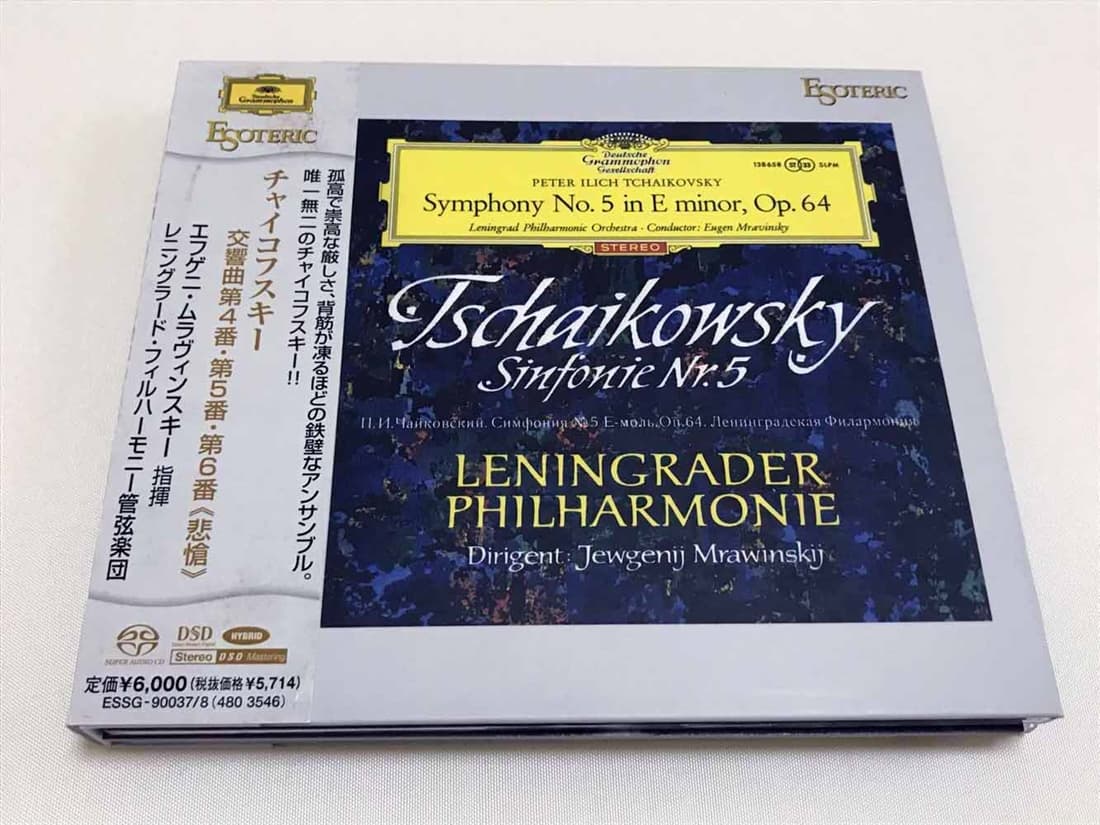 Deutsche
Grammophon
ESOTERIC
孤高で崇高な厳しさ、背筋が凍るほどの鉄壁なアンサンブル。
唯一無二のチャイコフスキー!!
チャイコフスキー
交響曲第4番・第5番・第6番《悲愴》
エフゲニ・ムラヴィンスキー 指揮
レニングラード・フィルハーモニー管弦楽団
SUPER AUDIO CD
DSD
HYBRID
Stereo
DSD Mastering
定価¥6,000(税抜価格¥5,714)
ESSG-90037/8 (480 3546)
ESOTERIC
Deutsche
Grammophon
Gesellschaft
138658
SLPM
PETER ILICH TCHAIKOVSKY
Symphony No. 5 in E minor, Op. 64
Leningrad Philharmonic Orchestra · Conductor: Eugen Mravinsky
STEREO
Tschaikowsky
Sinfonie Nr. 5
П.И.Чайковский. Симфония №5 Е-моль, Оп.64. Ленинградская Филармония
LENINGRADER
PHILHARMONIE
Dirigent: Jewgenij Mrawinskij